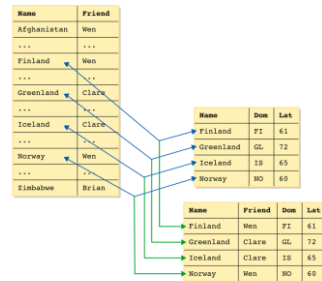 Name Friend
Afghanistan Wen
... ...
Finland Wen
... ...
Greenland Clare
... ...
Iceland Clare
... ...
Norway Wen
... ...
Zimbabwe Brian
Name Dom Lat
Finland FI 61
Greenland GL 72
Iceland IS 65
Norway NO 60
Name Friend Dom Lat
Finland Wen FI 61
Greenland Clare GL 72
Iceland Clare IS 65
Norway Wen NO 60